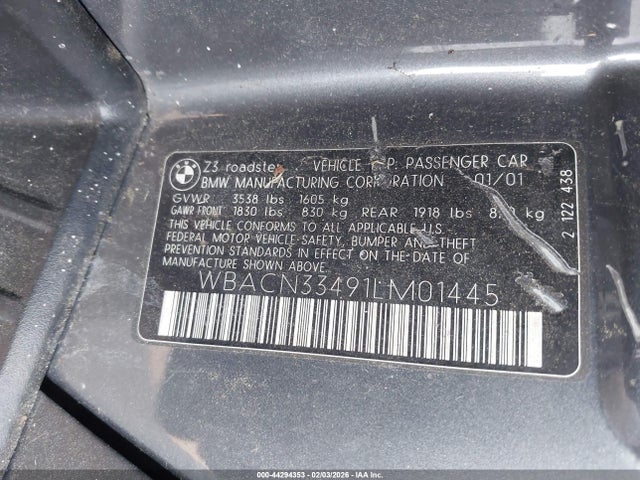 BMW
Z3 roadster VEHICLE PASSENGER CAR
BMW MANUFACTURING CORPORATION 01/01
GVWR 3538 lbs 1605 kg
GAWR FRONT 1830 lbs 830 kg REAR 1918 lbs kg
THIS VEHICLE CONFORMS TO ALL APPLICABLE U.S.
FEDERAL MOTOR VEHICLE-SAFETY, BUMPER AND THEFT
PREVENTION STANDARDS IN EFFECT ON THE DATE OF
MANUFACTURE SHOWN ABOVE.
WBACN33491LM01445
2 122 438
000-44294353 | 02/03/2026 | IAA Inc.